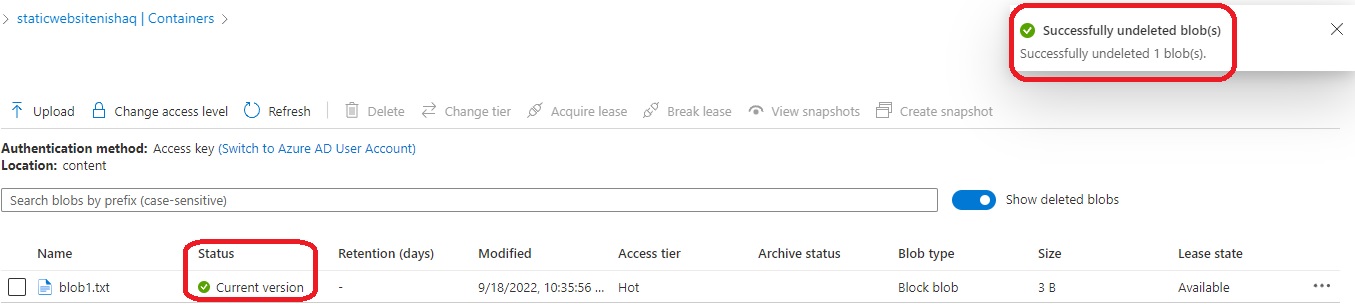 staticwebsitenishaq | Containers
Successfully undeleted blob(s)
Successfully undeleted 1 blob(s).
Upload Change access level Refresh Delete Change tier Acquire lease Break lease View snapshots Create snapshot
Authentication method: Access key (Switch to Azure AD User Account)
Location: content
Search blobs by prefix (case-sensitive) Show deleted blobs
Name Status Retention (days) Modified Access tier Archive status Blob type Size Lease state
blob1.txt Current version - 9/18/2022, 10:35:56 ... Hot Block blob 3 B Available ...